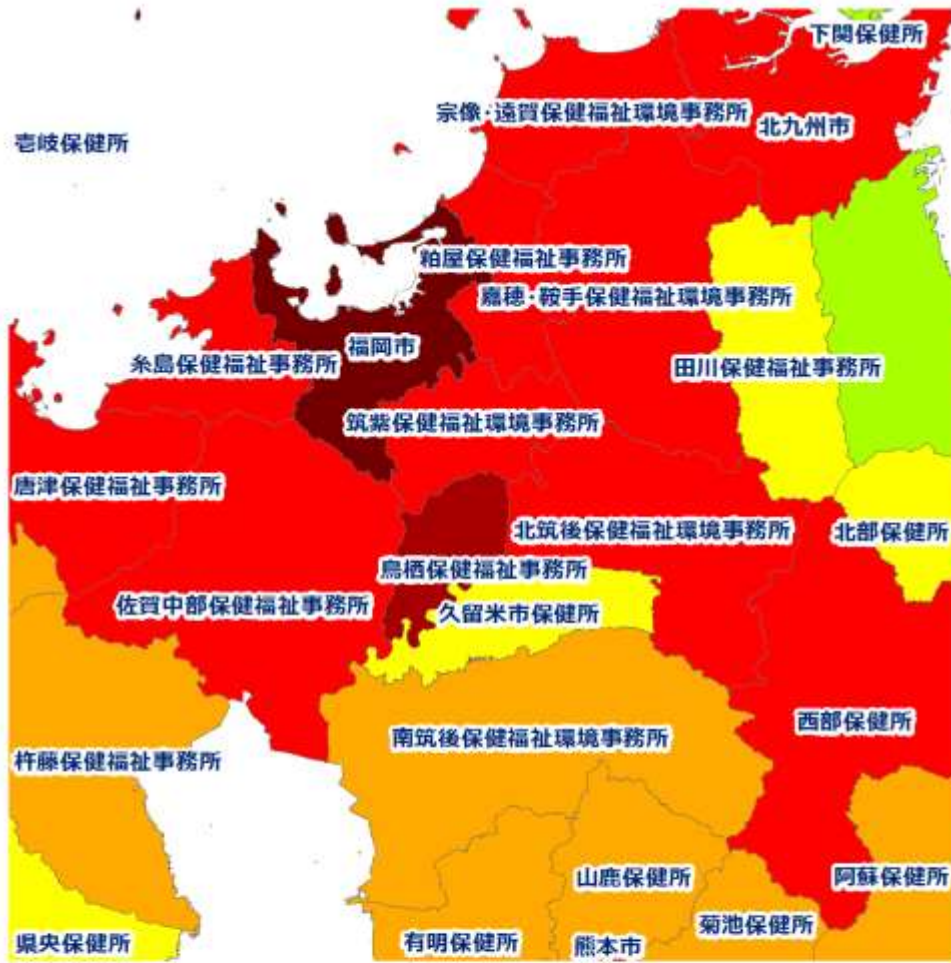 下関保健所
宗像・遠賀保健福祉環境事務所
北九州市
壱岐保健所
粕屋保健福祉事務所
嘉穂・鞍手保健福祉環境事務所
福岡市
糸島保健福祉事務所
田川保健福祉事務所
筑紫保健福祉環境事務所
唐津保健福祉事務所
北筑後保健福祉環境事務所
北部保健所
鳥栖保健福祉事務所
佐賀中部保健福祉事務所
久留米市保健所
西部保健所
南筑後保健福祉環境事務所
杵藤保健福祉事務所
山鹿保健所
阿蘇保健所
菊池保健所
県央保健所
有明保健所
熊本市